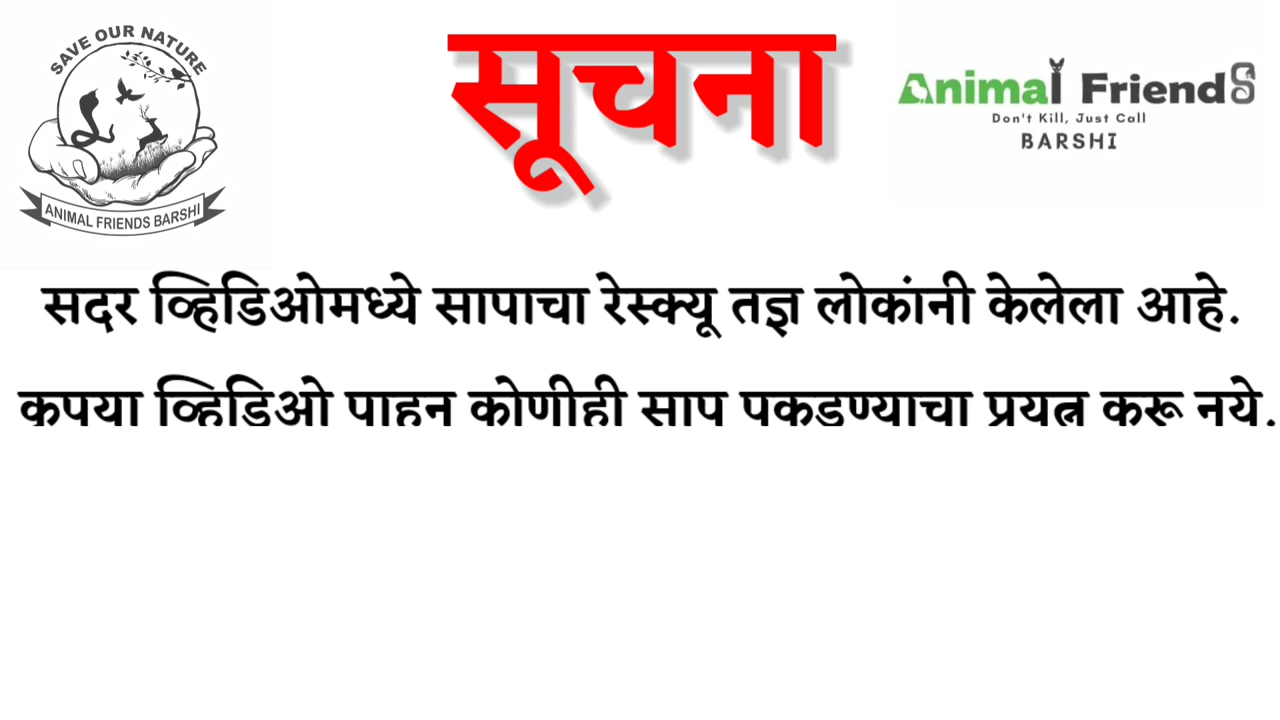 SAVE OUR NATURE
ANIMAL FRIENDS BARSHI
सूचना
Animal Friends
Don't Kill, Just Call
BARSHI
सदर व्हिडिओमध्ये सापाचा रेस्क्यू तज्ञ लोकांनी केलेला आहे.
कृपया व्हिडिओ पाहून कोणीही साप पकडण्याचा प्रयत्न करू नये.